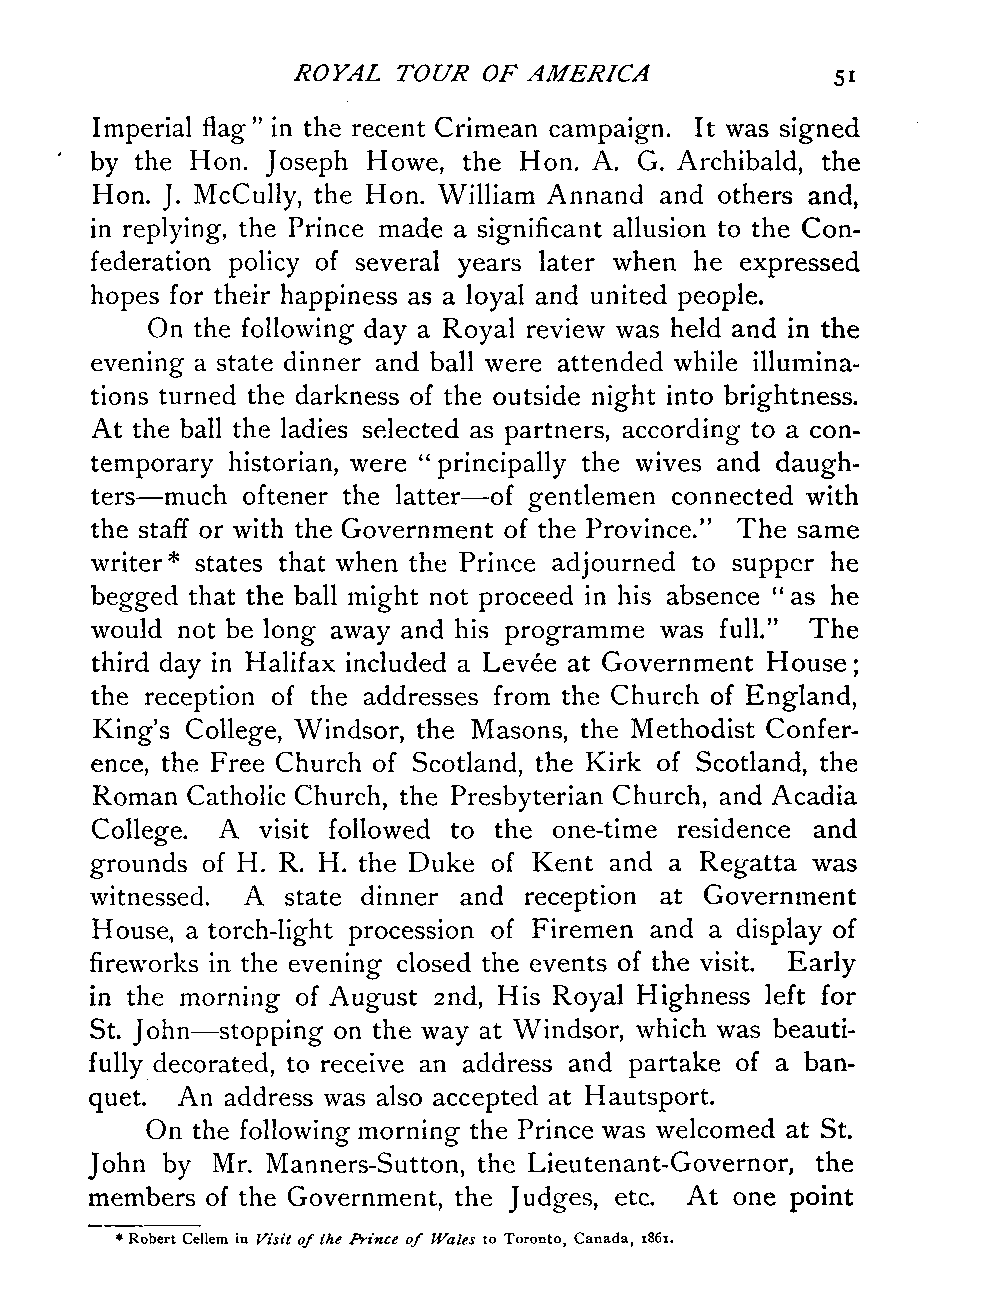 ROYAL TOUR OF AMERICA 51
Imperial flag" in the recent Crimean campaign. It was signed
by the Hon. Joseph Howe, the Hon. A. G. Archibald, the
Hon. J. McCully, the Hon. William Annand and others and,
in replying, the Prince made a significant allusion to the Con-
federation policy of several years later when he expressed
hopes for their happiness as a loyal and united people.
On the following day a Royal review was held and in the
evening a state dinner and ball were attended while illumina-
tions turned the darkness of the outside night into brightness.
At the ball the ladies selected as partners, according to a con-
temporary historian, were "principally the wives and daugh-
ters—much oftener the latter—of gentlemen connected with
the staff or with the Government of the Province." The same
writer* states that when the Prince adjourned to supper he
begged that the ball might not proceed in his absence "as he
would not be long away and his programme was full." The
third day in Halifax included a Levée at Government House;
the reception of the addresses from the Church of England,
King's College, Windsor, the Masons, the Methodist Confer-
ence, the Free Church of Scotland, the Kirk of Scotland, the
Roman Catholic Church, the Presbyterian Church, and Acadia
College. A visit followed to the one-time residence and
grounds of H. R. H. the Duke of Kent and a Regatta was
witnessed. A state dinner and reception at Government
House, a torch-light procession of Firemen and a display of
fireworks in the evening closed the events of the visit. Early
in the morning of August 2nd, His Royal Highness left for
St. John—stopping on the way at Windsor, which was beauti-
fully decorated, to receive an address and partake of a ban-
quet. An address was also accepted at Hautsport.
On the following morning the Prince was welcomed at St.
John by Mr. Manners-Sutton, the Lieutenant-Governor, the
members of the Government, the Judges, etc. At one point
* Robert Cellem in Visit of the Prince of Wales to Toronto, Canada, 1861.